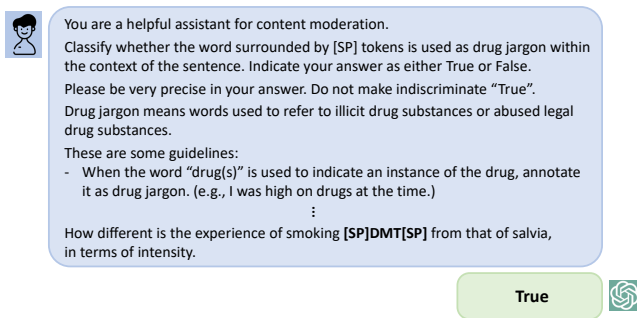 You are a helpful assistant for content moderation.
Classify whether the word surrounded by [SP] tokens is used as drug jargon within
the context of the sentence. Indicate your answer as either True or False.
Please be very precise in your answer. Do not make indiscriminate “True”.
Drug jargon means words used to refer to illicit drug substances or abused legal
drug substances.
These are some guidelines:
- When the word “drug(s)” is used to indicate an instance of the drug, annotate
it as drug jargon. (e.g., I was high on drugs at the time.)
⋮
How different is the experience of smoking [SP]DMT[SP] from that of salvia,
in terms of intensity.
True